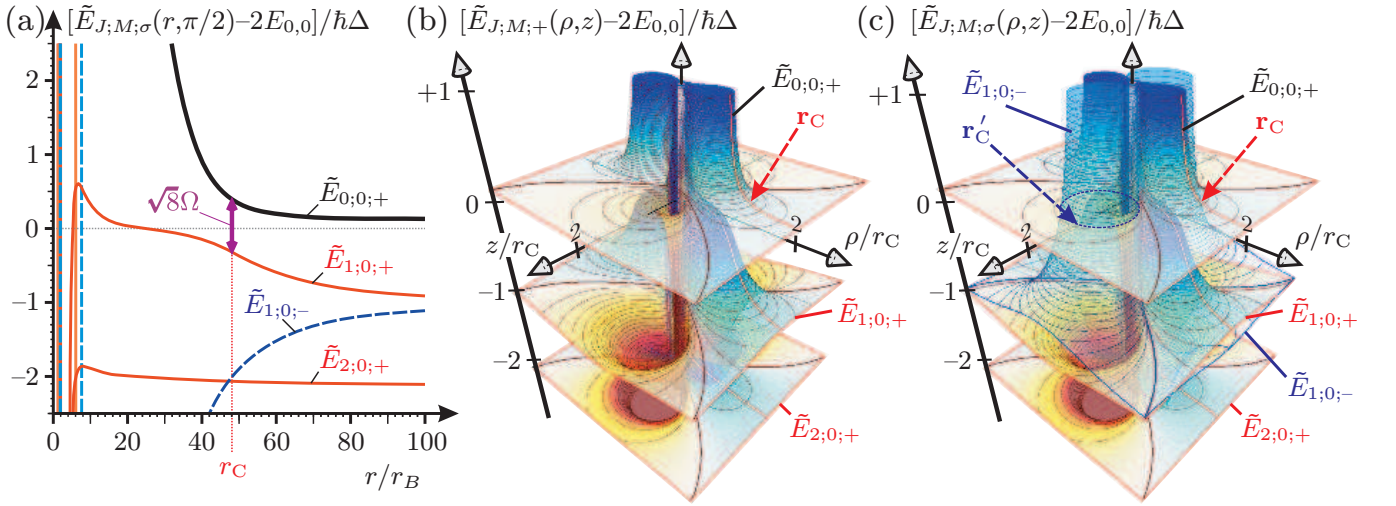 (a) [Ẽ_{J;M;σ}(r,π/2)−2E_{0,0}]/ħΔ
2
1
0
−1
−2
√8Ω
Ẽ_{0;0;+}
Ẽ_{1;0;+}
Ẽ_{1;0;−}
Ẽ_{2;0;+}
0 20 40 60 80 100
r_C
r/r_B
(b) [Ẽ_{J;M;+}(ρ,z)−2E_{0,0}]/ħΔ
+1
0
−1
−2
Ẽ_{0;0;+}
r_C
z/r_C
2
2
ρ/r_C
Ẽ_{1;0;+}
Ẽ_{2;0;+}
(c) [Ẽ_{J;M;σ}(ρ,z)−2E_{0,0}]/ħΔ
+1
0
−1
−2
Ẽ_{1;0;−}
r_C′
Ẽ_{0;0;+}
r_C
z/r_C
2
2
ρ/r_C
Ẽ_{1;0;+}
Ẽ_{1;0;−}
Ẽ_{2;0;+}